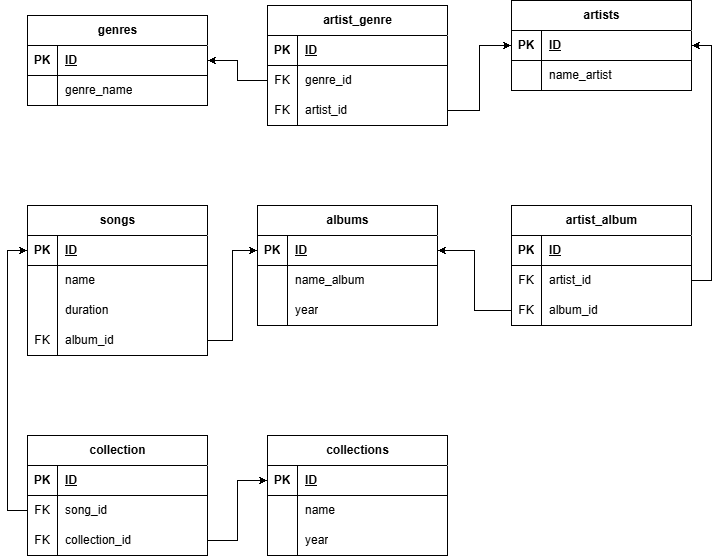 genres
PK ID
genre_name
artist_genre
PK ID
FK genre_id
FK artist_id
artists
PK ID
name_artist
songs
PK ID
name
duration
FK album_id
albums
PK ID
name_album
year
artist_album
PK ID
FK artist_id
FK album_id
collection
PK ID
FK song_id
FK collection_id
collections
PK ID
name
year